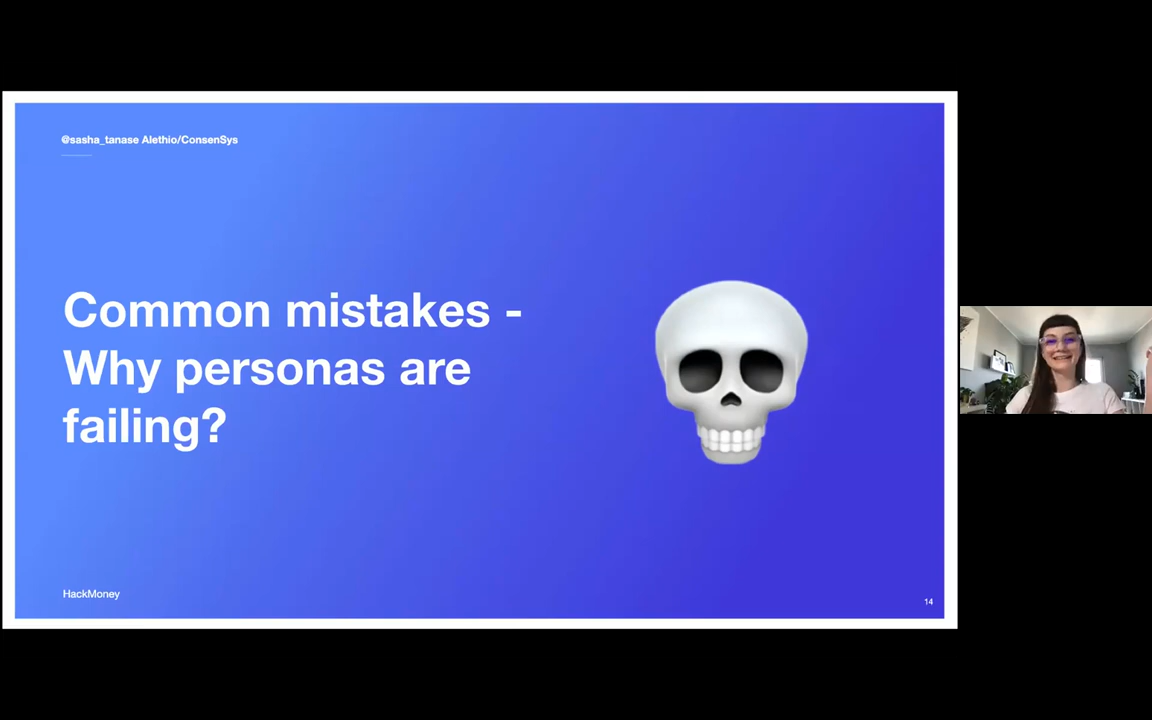 @sasha_tanase Alethio/ConsenSys
Common mistakes -
Why personas are
failing?
HackMoney
14